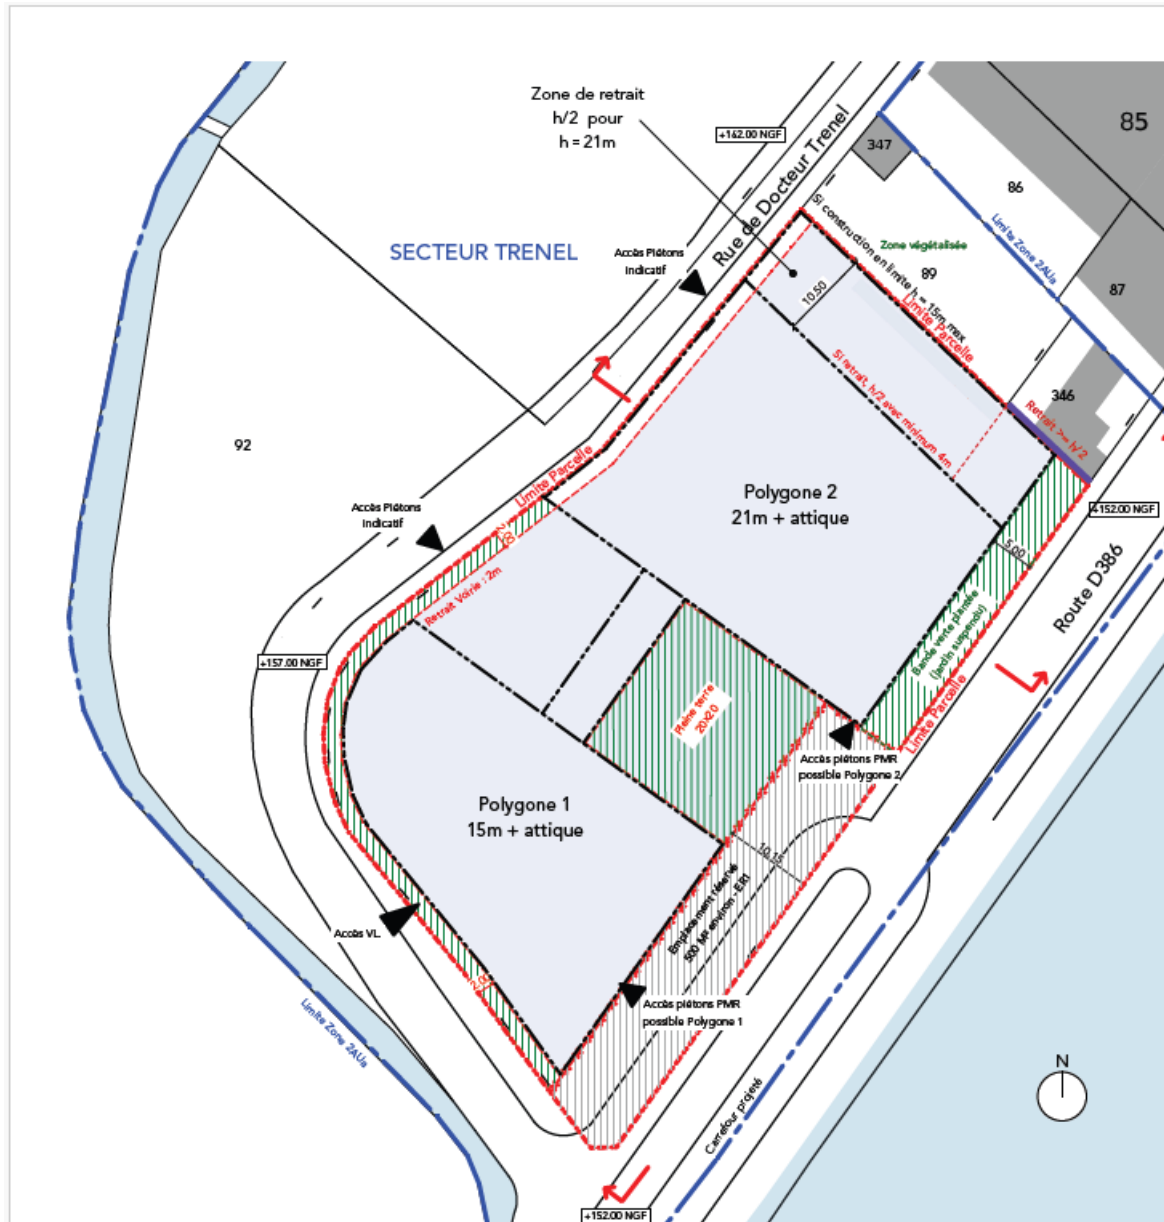 Zone de retrait
h/2 pour
h = 21m
+162.00 NGF
Rue de Docteur Trenel
347
85
86
SECTEUR TRENEL
Accès Piétons
Indicatif
Si construction en limite h = 15m max
Zone végétalisée
89
Limite Zone 2AUa
87
10.50
Limite Parcelle
Si retrait, h/2 avec minimum 4m
346
Retrait >= h/2
92
Limite Parcelle
Polygone 2
21m + attique
+152.00 NGF
Accès Piétons
Indicatif
5.00
Route D386
Retrait Voirie : 2m
Bande verte plantée
(jardin suspendu)
+157.00 NGF
Pleine terre
20x20
Limite Parcelle
Accès piétons PMR
possible Polygone 2
Polygone 1
15m + attique
10.15
Emplacement réservé
500 M² environ - ER1
Accès VL
2.00
Accès piétons PMR
possible Polygone 1
Limite Zone 2AUa
N
Carrefour projeté
+152.00 NGF